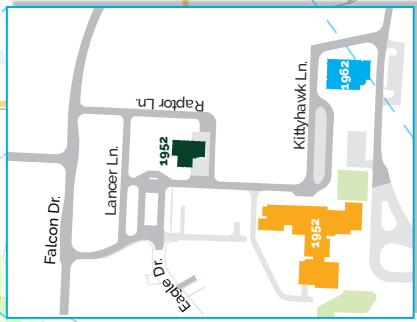 1962
Kittyhawk Ln.
Raptor Ln.
1952
Lancer Ln.
Falcon Dr.
1952
Eagle Dr.